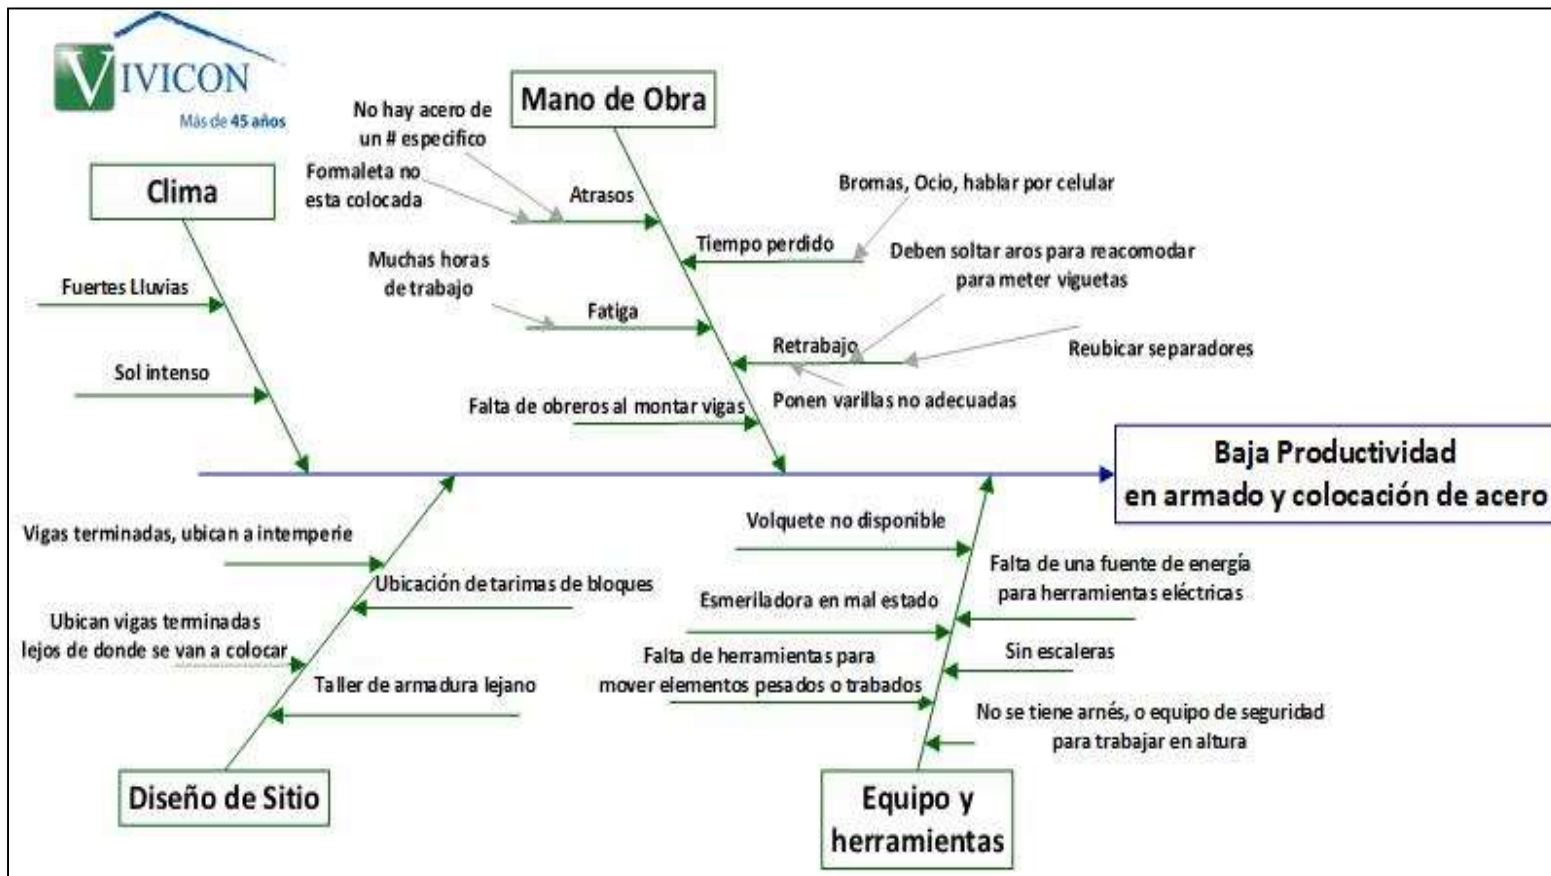 VIVICON
Más de 45 años
Mano de Obra
No hay acero de
un # especifico
Formaleta no
esta colocada
Atrasos
Bromas, Ocio, hablar por celular
Clima
Tiempo perdido
Deben soltar aros para reacomodar
para meter viguetas
Muchas horas
de trabajo
Fuertes Lluvias
Fatiga
Retrabajo
Reubicar separadores
Sol intenso
Ponen varillas no adecuadas
Falta de obreros al montar vigas
Baja Productividad
en armado y colocación de acero
Vigas terminadas, ubican a intemperie
Ubicación de tarimas de bloques
Ubican vigas terminadas
lejos de donde se van a colocar
Taller de armadura lejano
Diseño de Sitio
Volquete no disponible
Falta de una fuente de energía
para herramientas eléctricas
Esmeriladora en mal estado
Sin escaleras
Falta de herramientas para
mover elementos pesados o trabados
No se tiene arnés, o equipo de seguridad
para trabajar en altura
Equipo y
herramientas